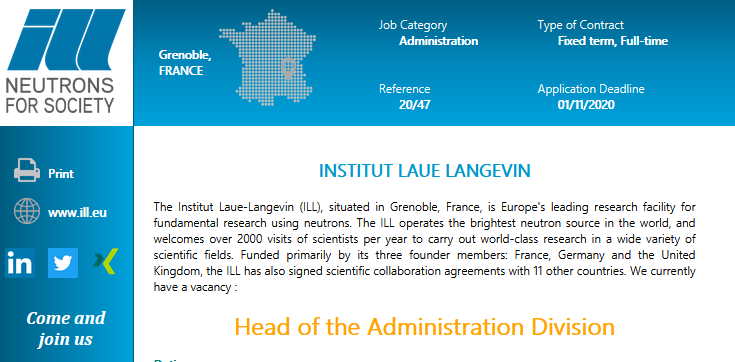 ill
NEUTRONS
FOR SOCIETY
Grenoble,
FRANCE
Job Category
Administration
Type of Contract
Fixed term, Full-time
Reference
20/47
Application Deadline
01/11/2020
Print
www.ill.eu
in
Come and
join us
INSTITUT LAUE LANGEVIN
The Institut Laue-Langevin (ILL), situated in Grenoble, France, is Europe's leading research facility for
fundamental research using neutrons. The ILL operates the brightest neutron source in the world, and
welcomes over 2000 visits of scientists per year to carry out world-class research in a wide variety of
scientific fields. Funded primarily by its three founder members: France, Germany and the United
Kingdom, the ILL has also signed scientific collaboration agreements with 11 other countries. We currently
have a vacancy :
Head of the Administration Division